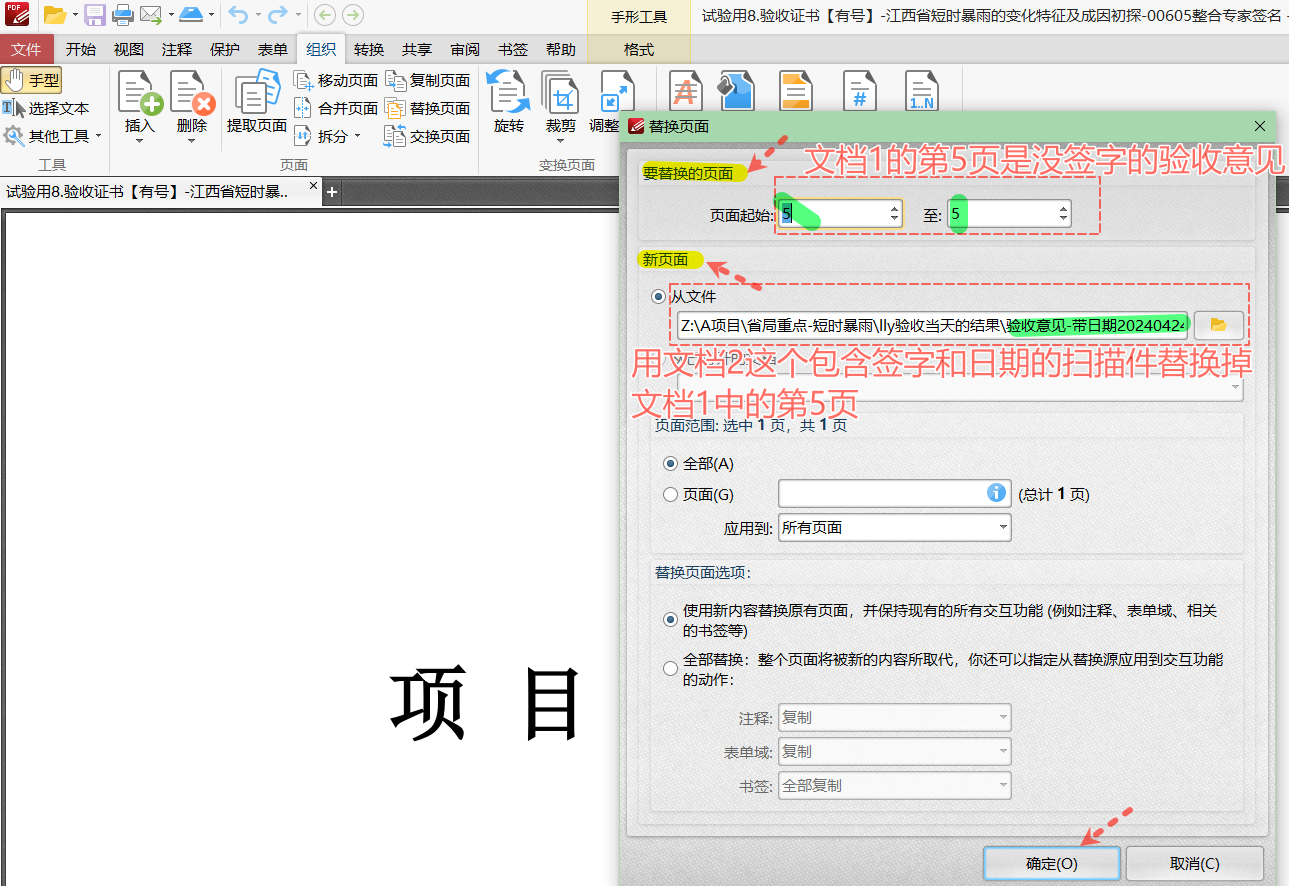 手形工具
试验用8.验收证书【有号】-江西省短时暴雨的变化特征及成因初探-00605整合专家签名 -
文件 开始 视图 注释 保护 表单 组织 转换 共享 审阅 书签 帮助 格式
手型
选择文本
其他工具
工具
插入
删除
提取页面
移动页面
合并页面
拆分
复制页面
替换页面
交换页面
页面
旋转
裁剪
调整
变换页面
试验用8.验收证书【有号】-江西省短时暴..
项 目
替换页面
文档1的第5页是没签字的验收意见
要替换的页面
页面起始: 5 至: 5
新页面
从文件
Z:\A项目\省局重点-短时暴雨\lly验收当天的结果\验收意见-带日期20240424
用文档2这个包含签字和日期的扫描件替换掉
文档1中的第5页
页面范围: 选中 1 页，共 1 页
全部(A)
页面(G) (总计 1 页)
应用到: 所有页面
替换页面选项:
使用新内容替换原有页面，并保持现有的所有交互功能 (例如注释、表单域、相关
的书签等)
全部替换：整个页面将被新的内容所取代，你还可以指定从替换源应用到交互功能
的动作:
注释: 复制
表单域: 复制
书签: 全部复制
确定(O) 取消(C)